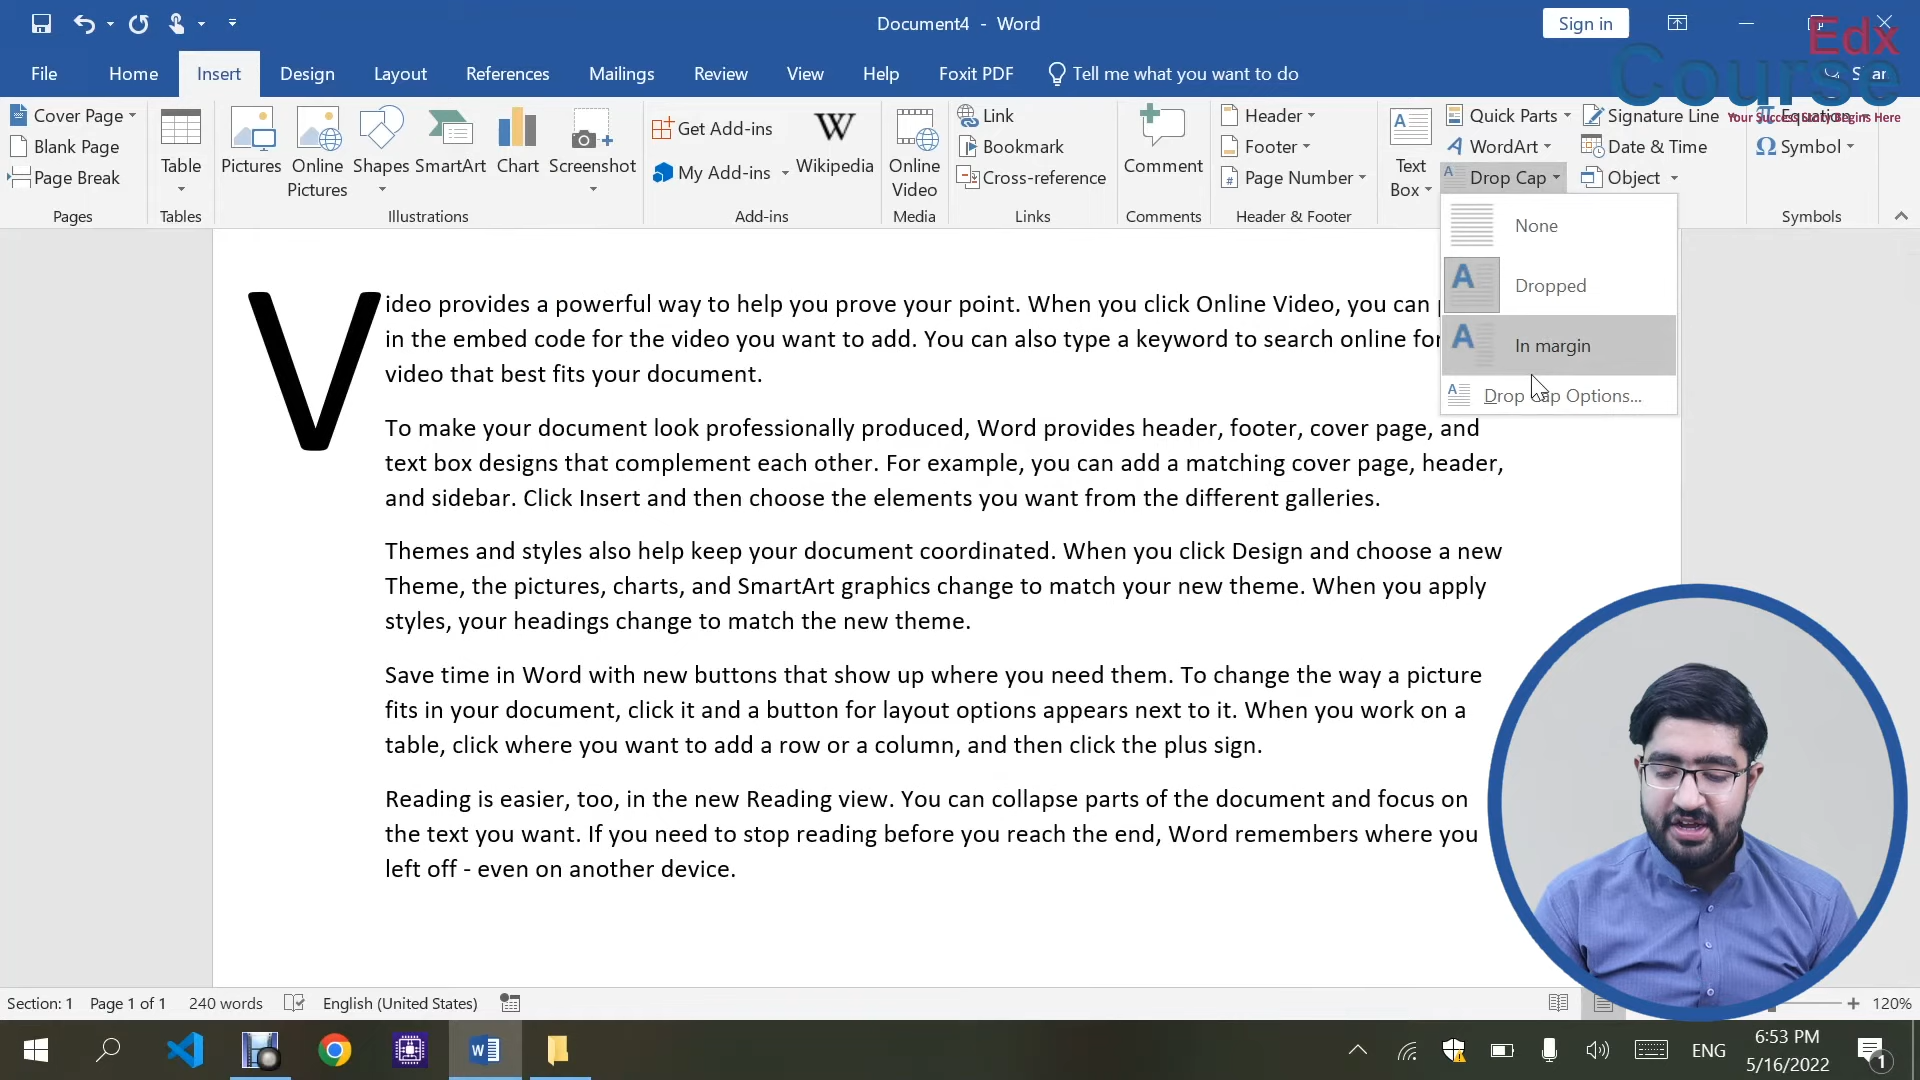 Document4 - Word
Sign in
Edx
Course
Your Success Story Begins Here
File
Home
Insert
Design
Layout
References
Mailings
Review
View
Help
Foxit PDF
Tell me what you want to do
Cover Page
Blank Page
Page Break
Pages
Table
Tables
Pictures
Online
Pictures
Shapes
SmartArt
Chart
Screenshot
Illustrations
Get Add-ins
My Add-ins
Wikipedia
Add-ins
Online
Video
Media
Link
Bookmark
Cross-reference
Links
Comment
Comments
Header
Footer
Page Number
Header & Footer
Text
Box
Quick Parts
WordArt
Drop Cap
Signature Line
Date & Time
Object
Equation
Symbol
Symbols
None
Dropped
In margin
Drop Cap Options...
Video provides a powerful way to help you prove your point. When you click Online Video, you can
in the embed code for the video you want to add. You can also type a keyword to search online for
video that best fits your document.
To make your document look professionally produced, Word provides header, footer, cover page, and
text box designs that complement each other. For example, you can add a matching cover page, header,
and sidebar. Click Insert and then choose the elements you want from the different galleries.
Themes and styles also help keep your document coordinated. When you click Design and choose a new
Theme, the pictures, charts, and SmartArt graphics change to match your new theme. When you apply
styles, your headings change to match the new theme.
Save time in Word with new buttons that show up where you need them. To change the way a picture
fits in your document, click it and a button for layout options appears next to it. When you work on a
table, click where you want to add a row or a column, and then click the plus sign.
Reading is easier, too, in the new Reading view. You can collapse parts of the document and focus on
the text you want. If you need to stop reading before you reach the end, Word remembers where you
left off - even on another device.
Section: 1
Page 1 of 1
240 words
English (United States)
120%
ENG
6:53 PM
5/16/2022
1